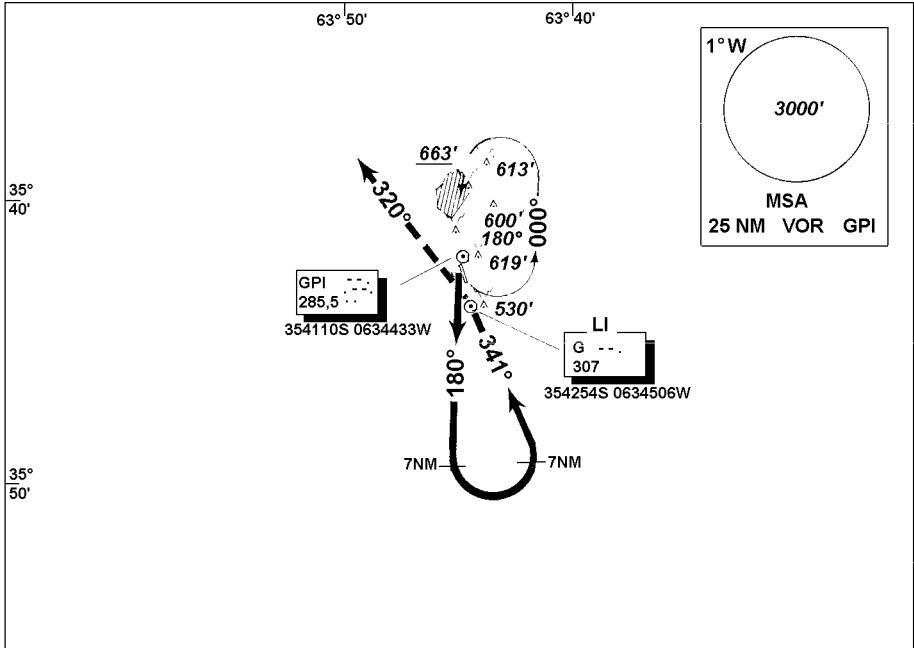 63° 50'
63° 40'
1° W
3000'
MSA
25 NM VOR GPI
663'
613'
35°
40'
320°
600'
000°
180°
619'
GPI
285,5
530'
354110S 0634433W
LI
G
307
354254S 0634506W
341°
180°
7NM
7NM
35°
50'